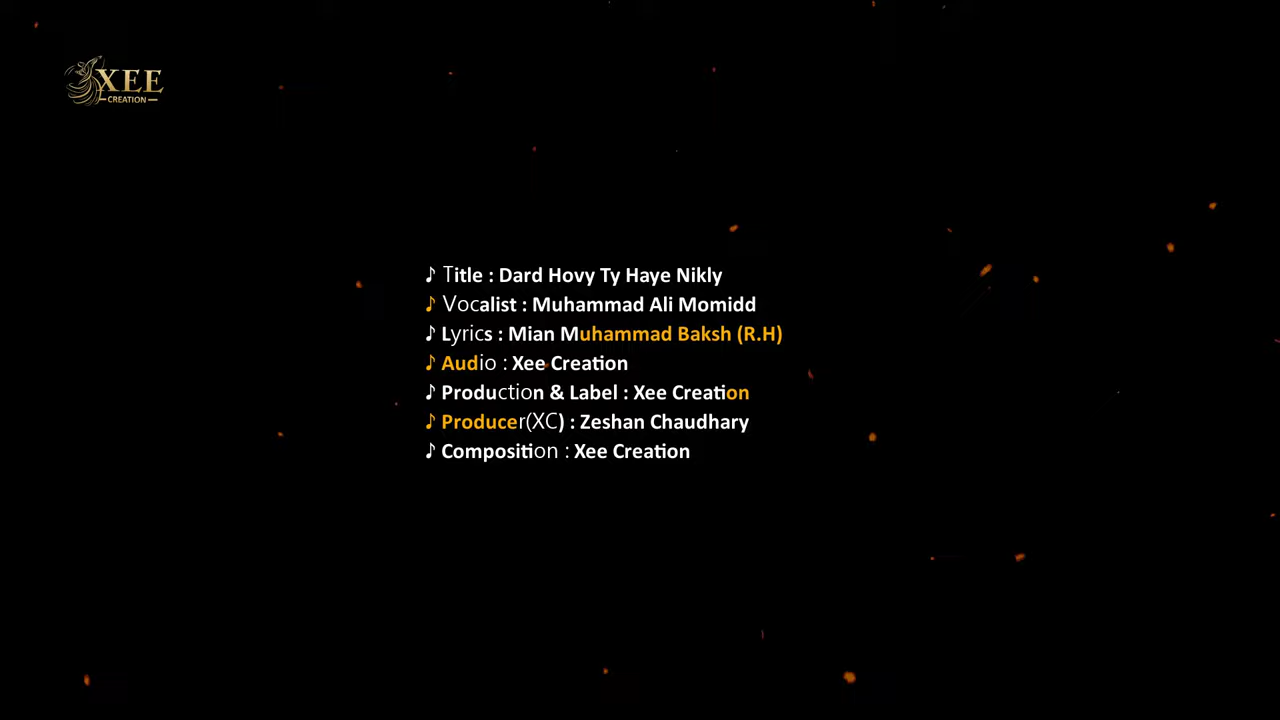 XEE
CREATION
♪ Title : Dard Hovy Ty Haye Nikly
♪ Vocalist : Muhammad Ali Momidd
♪ Lyrics : Mian Muhammad Baksh (R.H)
♪ Audio : Xee Creation
♪ Production & Label : Xee Creation
♪ Producer(XC) : Zeshan Chaudhary
♪ Composition : Xee Creation